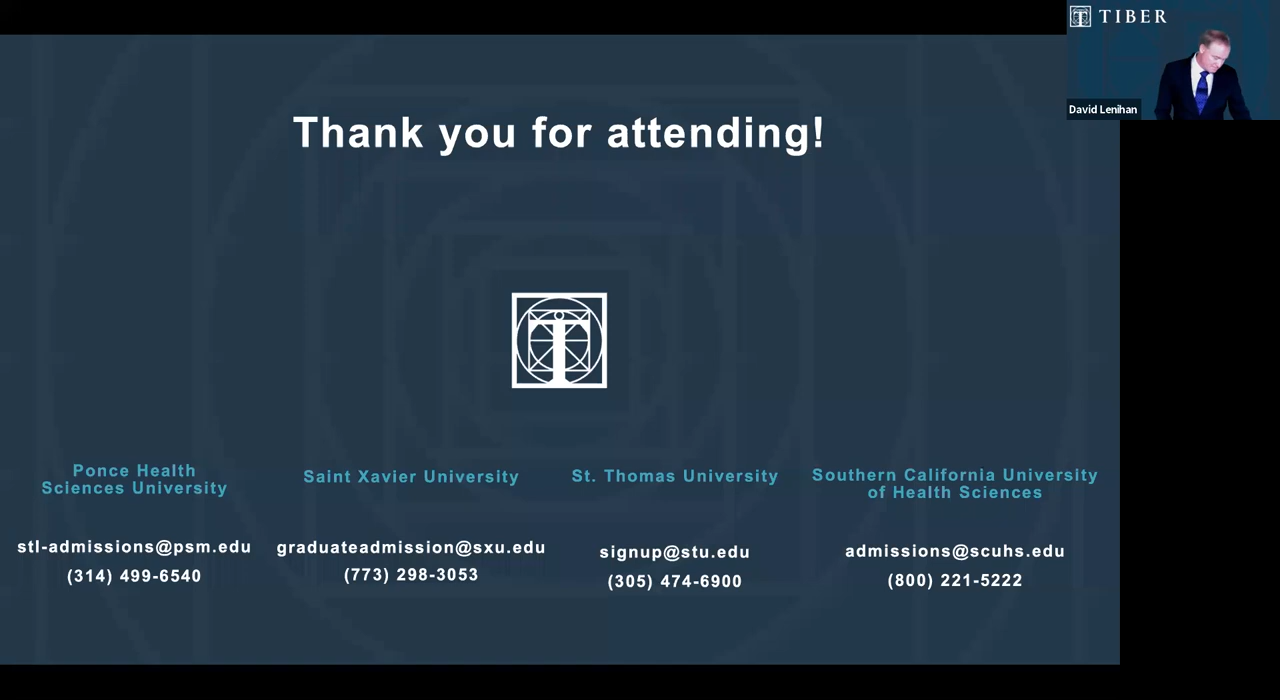 TIBER
David Lenihan
Thank you for attending!
T
Ponce Health
Sciences University
stl-admissions@psm.edu
(314) 499-6540
Saint Xavier University
graduateadmission@sxu.edu
(773) 298-3053
St. Thomas University
signup@stu.edu
(305) 474-6900
Southern California University
of Health Sciences
admissions@scuhs.edu
(800) 221-5222